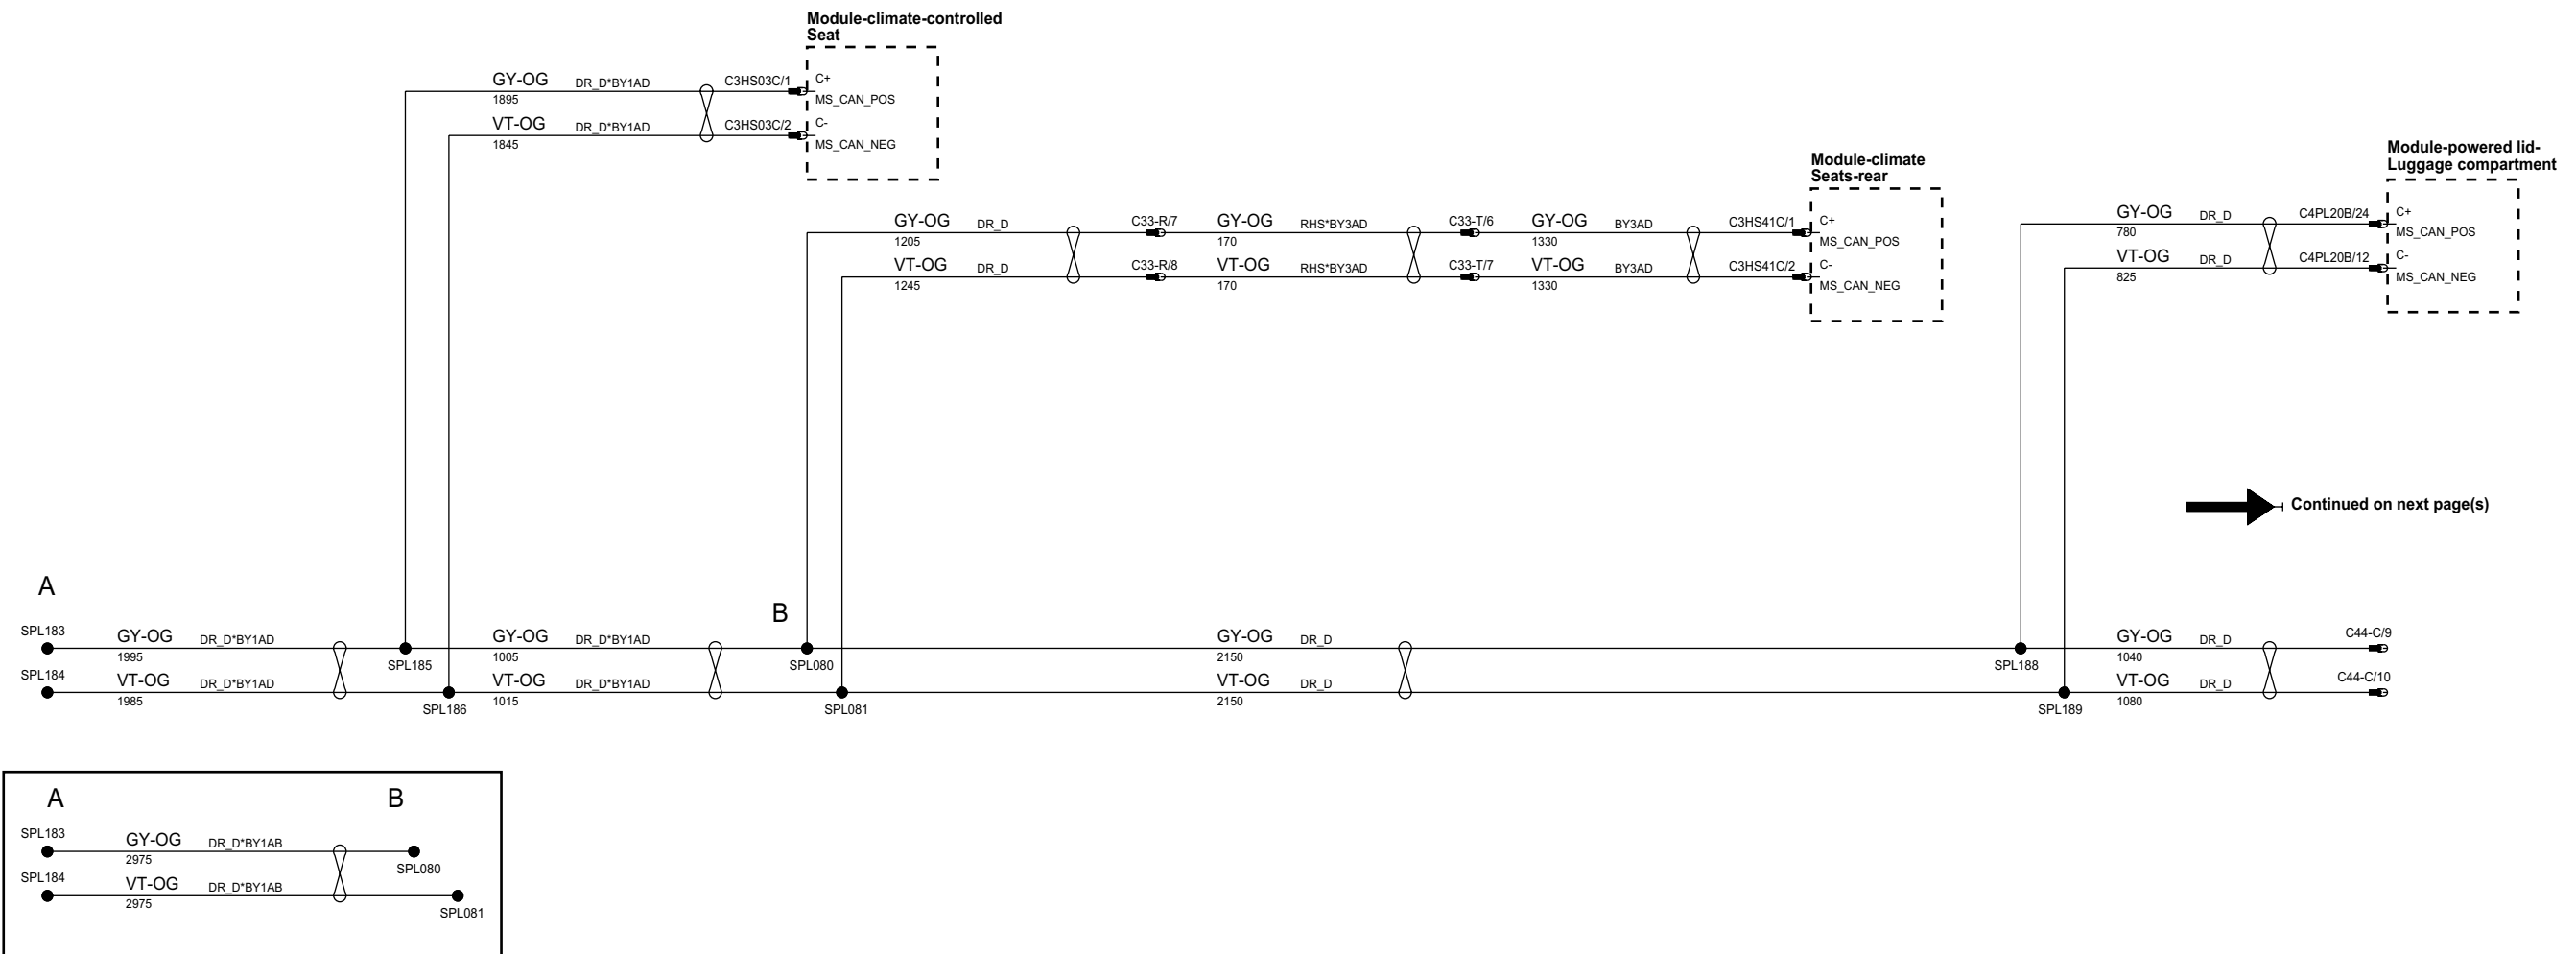 Module-climate-controlled
Seat
GY-OG DR_D*BY1AD C3HS03C/1 C+
1895 MS_CAN_POS
VT-OG DR_D*BY1AD C3HS03C/2 C-
1845 MS_CAN_NEG
Module-climate
Seats-rear
GY-OG DR_D C33-R/7 GY-OG RHS*BY3AD C33-T/6 GY-OG BY3AD C3HS41C/1 C+
1205 170 1330 MS_CAN_POS
VT-OG DR_D C33-R/8 VT-OG RHS*BY3AD C33-T/7 VT-OG BY3AD C3HS41C/2 C-
1245 170 1330 MS_CAN_NEG
Module-powered lid-
Luggage compartment
GY-OG DR_D C4PL20B/24 C+
780 MS_CAN_POS
VT-OG DR_D C4PL20B/12 C-
825 MS_CAN_NEG
Continued on next page(s)
A
B
SPL183 GY-OG DR_D*BY1AD GY-OG DR_D*BY1AD GY-OG DR_D GY-OG DR_D C44-C/9
1995 SPL185 1005 SPL080 2150 SPL188 1040
SPL184 VT-OG DR_D*BY1AD VT-OG DR_D*BY1AD VT-OG DR_D VT-OG DR_D C44-C/10
1985 SPL186 1015 SPL081 2150 SPL189 1080
A B
SPL183 GY-OG DR_D*BY1AB
2975 SPL080
SPL184 VT-OG DR_D*BY1AB
2975 SPL081